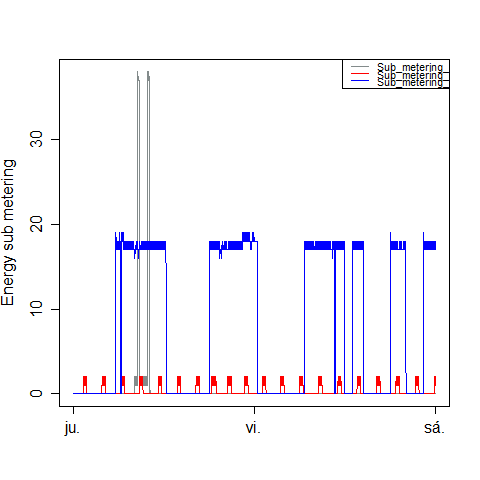 Sub_metering_
Sub_metering_
Sub_metering_
Energy sub metering
30
20
10
0
ju.
vi.
sá.